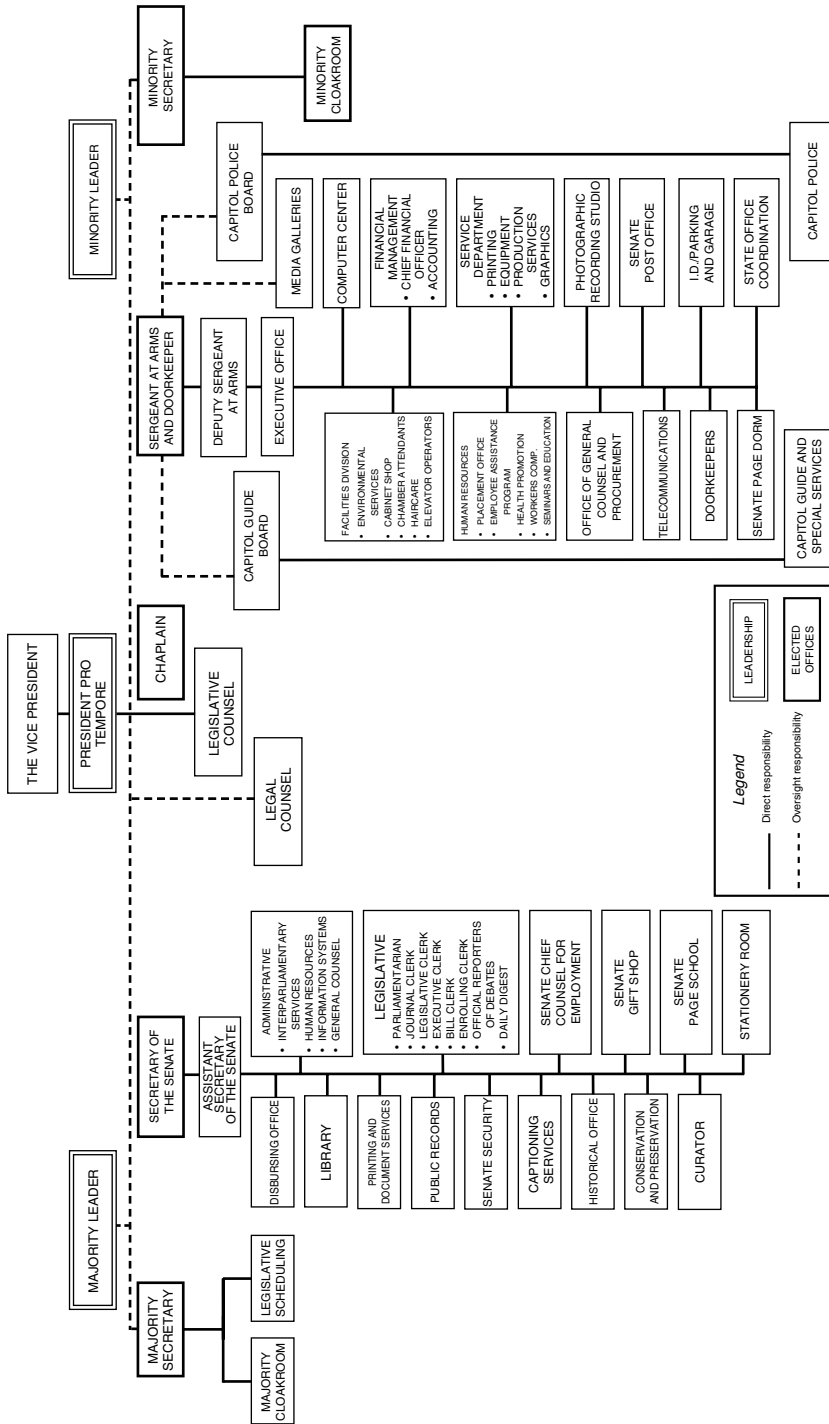 THE VICE PRESIDENT
MAJORITY LEADER
PRESIDENT PRO
TEMPORE
MINORITY LEADER
MAJORITY
SECRETARY
SECRETARY OF
THE SENATE
CHAPLAIN
SERGEANT AT ARMS
AND DOORKEEPER
MINORITY
SECRETARY
MAJORITY
CLOAKROOM
LEGISLATIVE
SCHEDULING
ASSISTANT
SECRETARY
OF THE SENATE
DISBURSING OFFICE
LIBRARY
PRINTING AND
DOCUMENT SERVICES
PUBLIC RECORDS
SENATE SECURITY
CAPTIONING
SERVICES
HISTORICAL OFFICE
CONSERVATION
AND PRESERVATION
CURATOR
ADMINISTRATIVE
• INTERPARLIAMENTARY
SERVICES
• HUMAN RESOURCES
• INFORMATION SYSTEMS
• GENERAL COUNSEL
LEGISLATIVE
• PARLIAMENTARIAN
• JOURNAL CLERK
• LEGISLATIVE CLERK
• EXECUTIVE CLERK
• BILL CLERK
• ENROLLING CLERK
• OFFICIAL REPORTERS
OF DEBATES
• DAILY DIGEST
SENATE CHIEF
COUNSEL FOR
EMPLOYMENT
SENATE
GIFT SHOP
SENATE
PAGE SCHOOL
STATIONERY ROOM
LEGAL
COUNSEL
LEGISLATIVE
COUNSEL
CAPITOL GUIDE
BOARD
DEPUTY SERGEANT
AT ARMS
EXECUTIVE OFFICE
MEDIA GALLERIES
CAPITOL POLICE
BOARD
MINORITY
CLOAKROOM
FACILITIES DIVISION
• ENVIRONMENTAL
SERVICES
• CABINET SHOP
• CHAMBER ATTENDANTS
• HAIRCARE
• ELEVATOR OPERATORS
HUMAN RESOURCES
• PLACEMENT OFFICE
• EMPLOYEE ASSISTANCE
PROGRAM
• HEALTH PROMOTION
• WORKERS COMP.
• SEMINARS AND EDUCATION
OFFICE OF GENERAL
COUNSEL AND
PROCUREMENT
TELECOMMUNICATIONS
DOORKEEPERS
SENATE PAGE DORM
COMPUTER CENTER
FINANCIAL
MANAGEMENT
• CHIEF FINANCIAL
OFFICER
• ACCOUNTING
SERVICE
DEPARTMENT
• PRINTING
• EQUIPMENT
• PRODUCTION
SERVICES
• GRAPHICS
PHOTOGRAPHIC
RECORDING STUDIO
SENATE
POST OFFICE
I.D./PARKING
AND GARAGE
STATE OFFICE
COORDINATION
CAPITOL GUIDE AND
SPECIAL SERVICES
CAPITOL POLICE
Legend
Direct responsibility
Oversight responsibility
LEADERSHIP
ELECTED
OFFICES